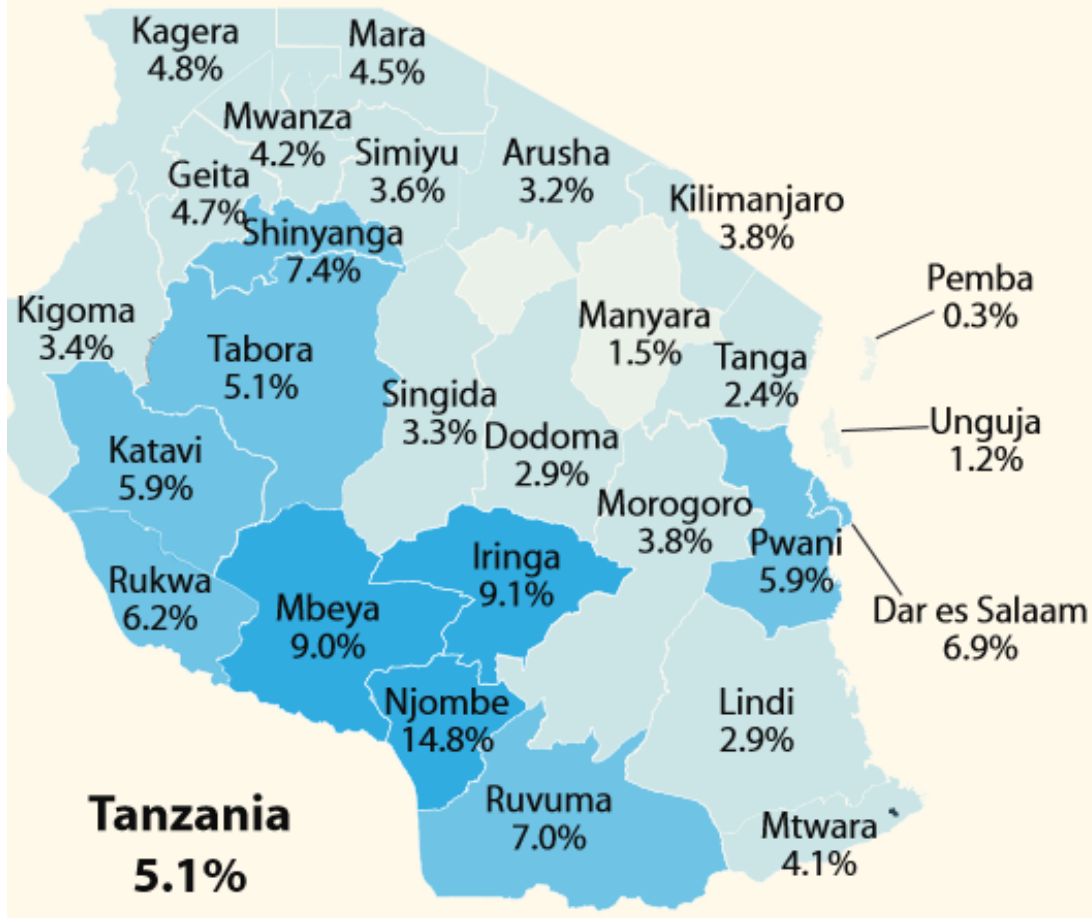 Kagera
4.8%
Mara
4.5%
Mwanza
4.2%
Simiyu
3.6%
Arusha
3.2%
Geita
4.7%
Kilimanjaro
3.8%
Shinyanga
7.4%
Pemba
0.3%
Kigoma
3.4%
Manyara
1.5%
Tabora
5.1%
Tanga
2.4%
Singida
3.3%
Unguja
1.2%
Dodoma
2.9%
Katavi
5.9%
Morogoro
3.8%
Pwani
5.9%
Iringa
9.1%
Rukwa
6.2%
Mbeya
9.0%
Dar es Salaam
6.9%
Njombe
14.8%
Lindi
2.9%
Ruvuma
7.0%
Mtwara
4.1%
Tanzania
5.1%